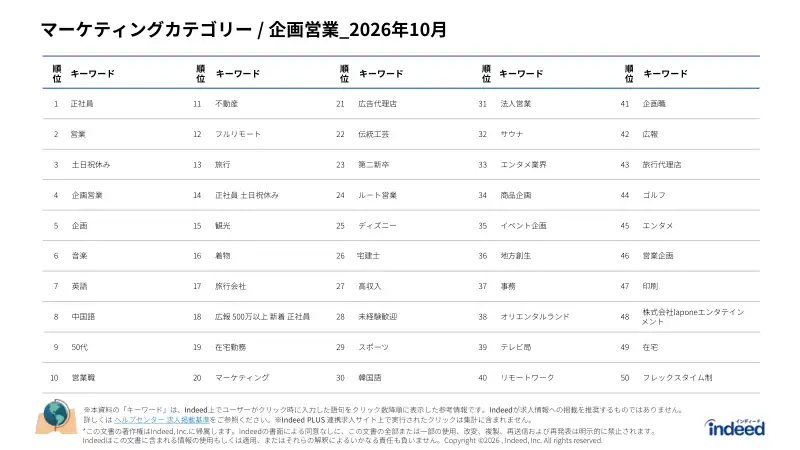 マーケティングカテゴリー / 企画営業_2026年10月
順位 キーワード 順位 キーワード 順位 キーワード 順位 キーワード 順位 キーワード
1 正社員 11 不動産 21 広告代理店 31 法人営業 41 企画職
2 営業 12 フルリモート 22 伝統工芸 32 サウナ 42 広報
3 土日祝休み 13 旅行 23 第二新卒 33 エンタメ業界 43 旅行代理店
4 企画営業 14 正社員 土日祝休み 24 ルート営業 34 商品企画 44 ゴルフ
5 企画 15 観光 25 ディズニー 35 イベント企画 45 エンタメ
6 音楽 16 着物 26 宅建士 36 地方創生 46 営業企画
7 英語 17 旅行会社 27 高収入 37 事務 47 印刷
8 中国語 18 広報 500万以上 新着 正社員 28 未経験歓迎 38 オリエンタルランド 48 株式会社laponeエンタテインメント
9 50代 19 在宅勤務 29 スポーツ 39 テレビ局 49 在宅
10 営業職 20 マーケティング 30 韓国語 40 リモートワーク 50 フレックスタイム制
※本資料の「キーワード」は、Indeed上でユーザーがクリック時に入力した語句をクリック数降順に表示した参考情報です。Indeedが求人情報への掲載を推奨するものではありません。
詳しくは ヘルプセンター 求人掲載基準をご参照ください。※Indeed PLUS 連携求人サイト上で実行されたクリックは集計に含まれません。
*この文書の著作権はIndeed, Inc.に帰属します。Indeedの書面による同意なしに、この文書の全部または一部の使用、改変、複製、再送信および再発表は明示的に禁止されます。
Indeedはこの文書に含まれる情報の使用もしくは適用、またはそれらの解釈によるいかなる責任も負いません。Copyright ©2026 , Indeed, Inc. All rights reserved.
インディード
indeed